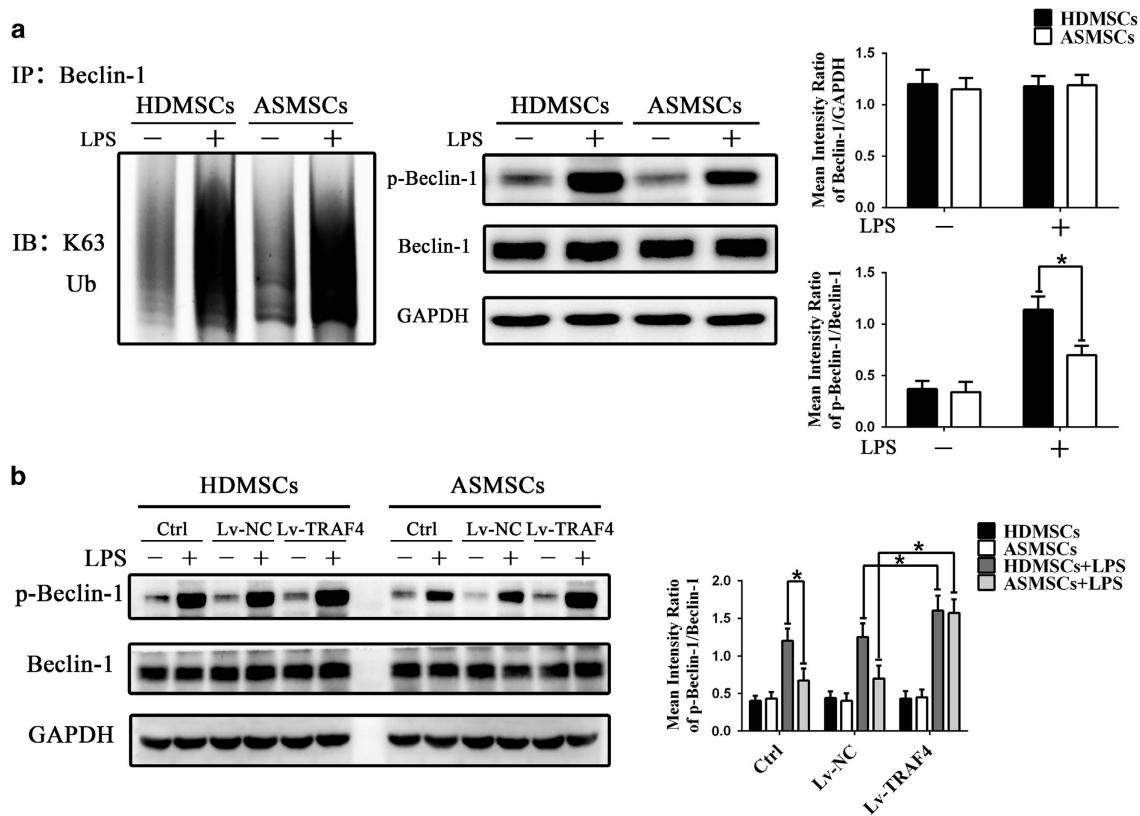 a
IP: Beclin-1
HDMSCs ASMSCs
LPS — + — +
IB: K63
Ub
HDMSCs ASMSCs
LPS — + — +
p-Beclin-1
Beclin-1
GAPDH
HDMSCs
ASMSCs
Mean Intensity Ratio
of Beclin-1/GAPDH
1.5
1.0
0.5
0.0
LPS — +
Mean Intensity Ratio
of p-Beclin-1/Beclin-1
1.5
1.0
0.5
0.0
*
LPS — +
b
HDMSCs ASMSCs
Ctrl Lv-NC Lv-TRAF4 Ctrl Lv-NC Lv-TRAF4
LPS — + — + — + — + — + — +
p-Beclin-1
Beclin-1
GAPDH
HDMSCs
ASMSCs
HDMSCs+LPS
ASMSCs+LPS
Mean Intensity Ratio
of p-Beclin-1/Beclin-1
2.0
1.5
1.0
0.5
0.0
* * *
Ctrl Lv-NC Lv-TRAF4